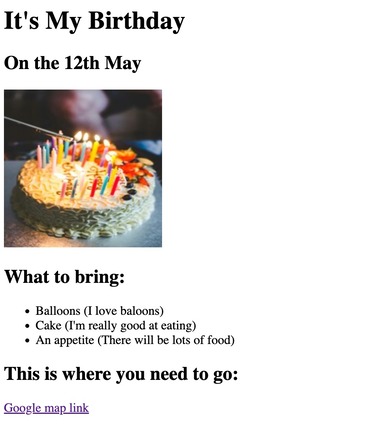 It's My Birthday
On the 12th May
What to bring:
Balloons (I love baloons)
Cake (I'm really good at eating)
An appetite (There will be lots of food)
This is where you need to go:
Google map link